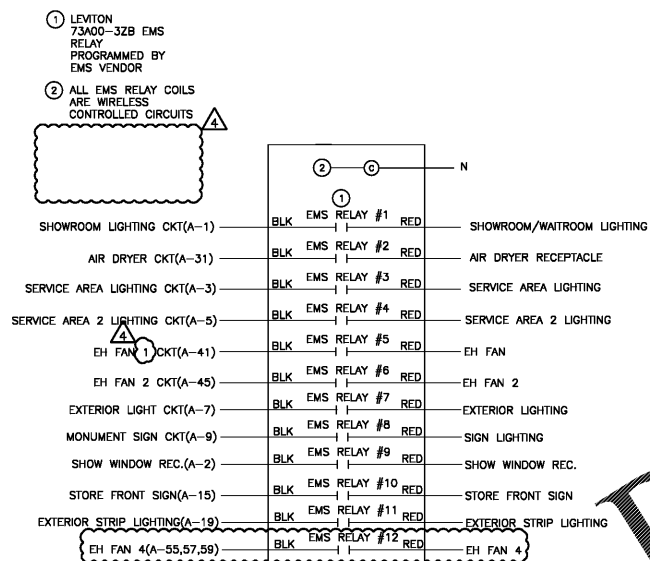 1 LEVITON
73A00-3ZB EMS
RELAY
PROGRAMMED BY
EMS VENDOR
2 ALL EMS RELAY COILS
ARE WIRELESS
CONTROLLED CIRCUITS
4
2 C N
1
SHOWROOM LIGHTING CKT(A-1) BLK EMS RELAY #1 RED SHOWROOM/WAITROOM LIGHTING
AIR DRYER CKT(A-31) BLK EMS RELAY #2 RED AIR DRYER RECEPTACLE
SERVICE AREA LIGHTING CKT(A-3) BLK EMS RELAY #3 RED SERVICE AREA LIGHTING
SERVICE AREA 2 LIGHTING CKT(A-5) BLK EMS RELAY #4 RED SERVICE AREA 2 LIGHTING
4
EH FAN 1 CKT(A-41) BLK EMS RELAY #5 RED EH FAN
EH FAN 2 CKT(A-45) BLK EMS RELAY #6 RED EH FAN 2
EXTERIOR LIGHT CKT(A-7) BLK EMS RELAY #7 RED EXTERIOR LIGHTING
MONUMENT SIGN CKT(A-9) BLK EMS RELAY #8 RED SIGN LIGHTING
SHOW WINDOW REC.(A-2) BLK EMS RELAY #9 RED SHOW WINDOW REC.
STORE FRONT SIGN(A-15) BLK EMS RELAY #10 RED STORE FRONT SIGN
EXTERIOR STRIP LIGHTING(A-19) BLK EMS RELAY #11 RED EXTERIOR STRIP LIGHTING
EH FAN 4(A-55,57,59) BLK EMS RELAY #12 RED EH FAN 4